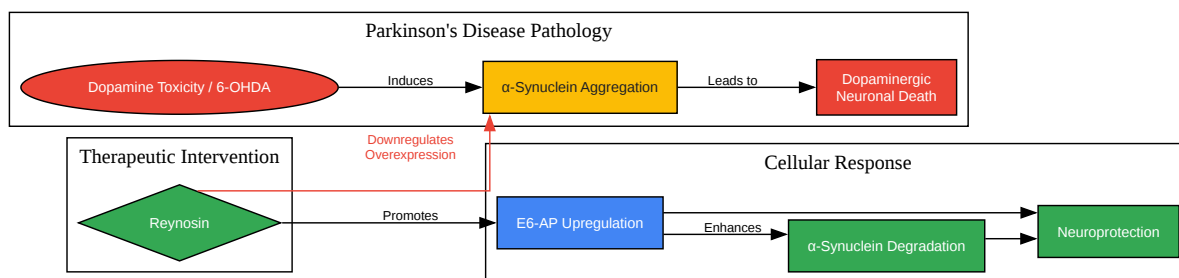 Parkinson's Disease Pathology
Dopamine Toxicity / 6-OHDA
Induces
α-Synuclein Aggregation
Leads to
Dopaminergic
Neuronal Death
Downregulates
Overexpression
Therapeutic Intervention
Reynosin
Promotes
Cellular Response
E6-AP Upregulation
Enhances
α-Synuclein Degradation
Neuroprotection